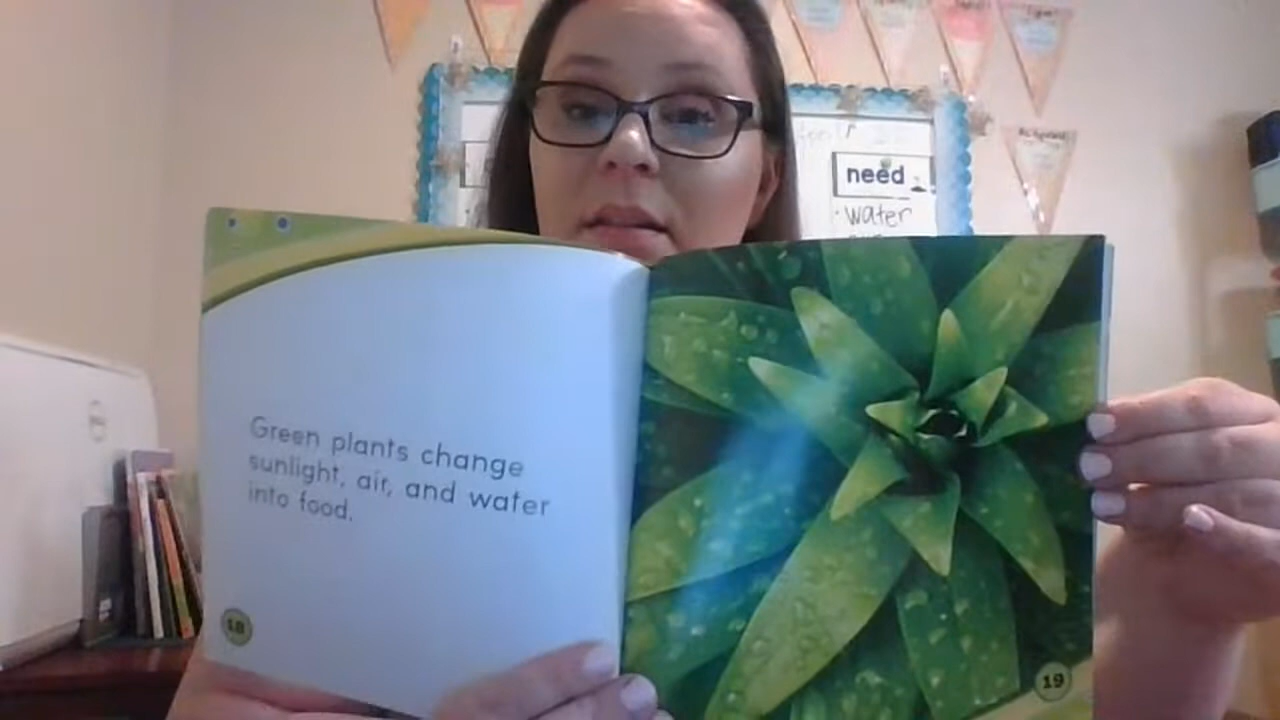 need
· water
Green plants change
sunlight, air, and water
into food.
18
19